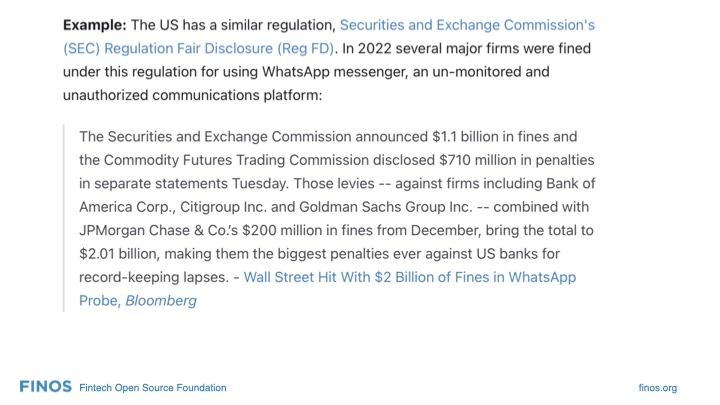 Example: The US has a similar regulation, Securities and Exchange Commission's
(SEC) Regulation Fair Disclosure (Reg FD). In 2022 several major firms were fined
under this regulation for using WhatsApp messenger, an un-monitored and
unauthorized communications platform:
The Securities and Exchange Commission announced $1.1 billion in fines and
the Commodity Futures Trading Commission disclosed $710 million in penalties
in separate statements Tuesday. Those levies -- against firms including Bank of
America Corp., Citigroup Inc. and Goldman Sachs Group Inc. -- combined with
JPMorgan Chase & Co.'s $200 million in fines from December, bring the total to
$2.01 billion, making them the biggest penalties ever against US banks for
record-keeping lapses. - Wall Street Hit With $2 Billion of Fines in WhatsApp
Probe, Bloomberg
FINOS Fintech Open Source Foundation
finos.org